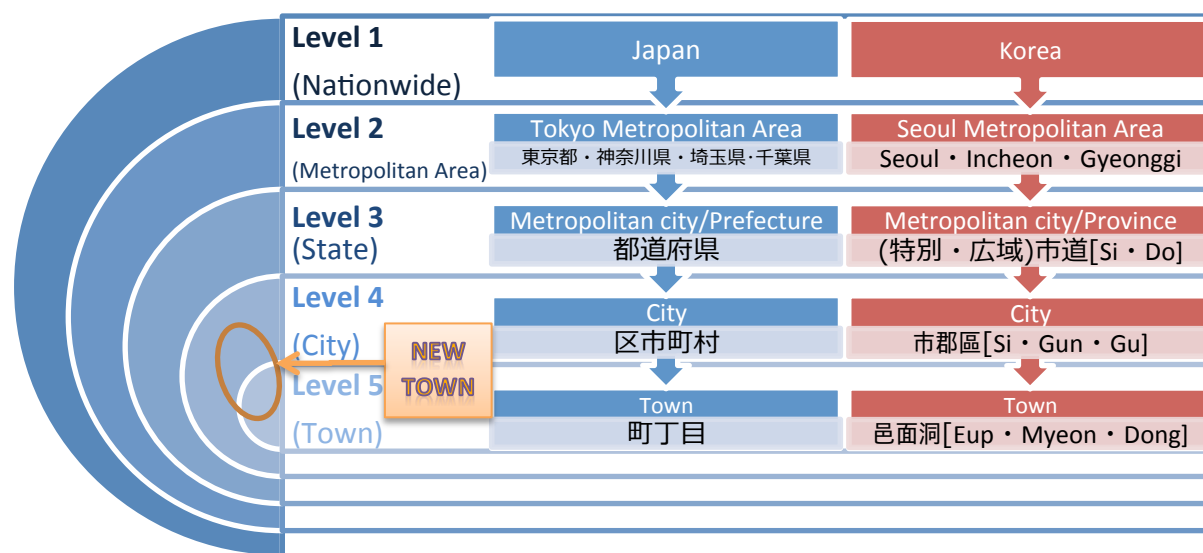 Level 1
(Nationwide)
Japan
Korea
Level 2
(Metropolitan Area)
Tokyo Metropolitan Area
東京都・神奈川県・埼玉県･千葉県
Seoul Metropolitan Area
Seoul・Incheon・Gyeonggi
Level 3
(State)
Metropolitan city/Prefecture
都道府県
Metropolitan city/Province
(特別・広域)市道[Si・Do]
Level 4
(City)
City
区市町村
City
市郡區[Si・Gun・Gu]
NEW
TOWN
Level 5
(Town)
Town
町丁目
Town
邑面洞[Eup・Myeon・Dong]